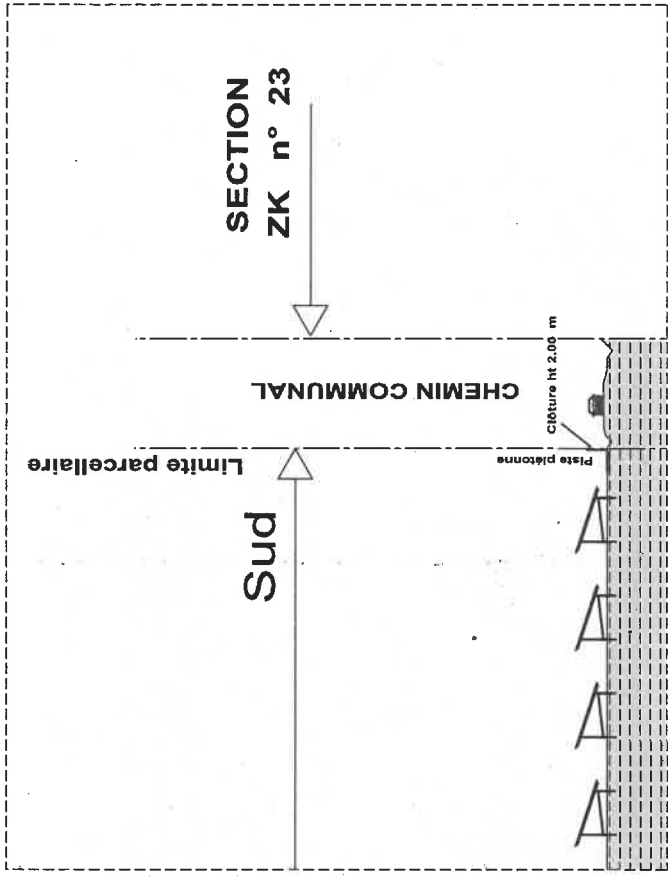 SECTION
ZK n° 23
CHEMIN COMMUNAL
Limite parcellaire
Sud
Clôture ht 2.00 m
Piste piétonne